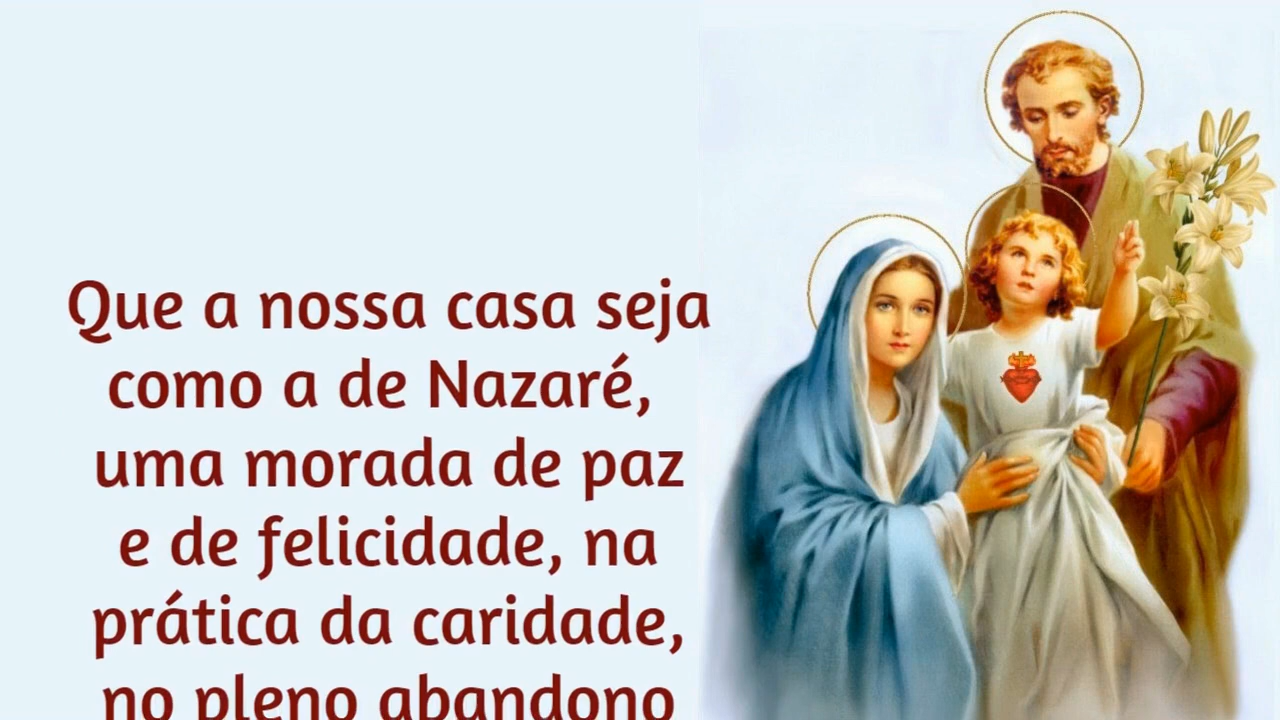 Que a nossa casa seja
como a de Nazaré,
uma morada de paz
e de felicidade, na
prática da caridade,
no pleno abandono